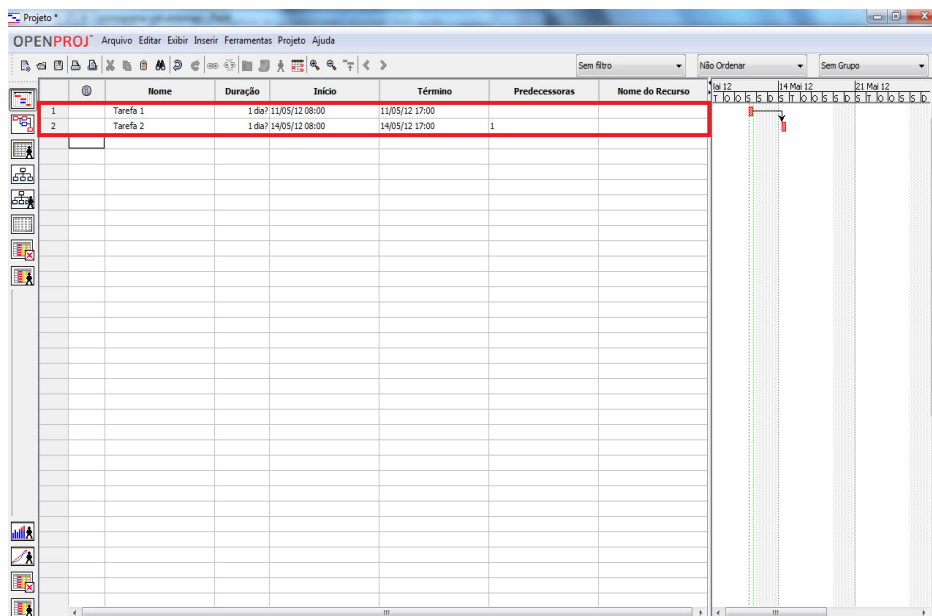 Projeto *
OPENPROJ Arquivo Editar Exibir Inserir Ferramentas Projeto Ajuda
Sem filtro Não Ordenar Sem Grupo
Nome Duração Início Término Predecessoras Nome do Recurso
1 Tarefa 1 1 dia? 11/05/12 08:00 11/05/12 17:00
2 Tarefa 2 1 dia? 14/05/12 08:00 14/05/12 17:00 1
lai 12 14 Mai 12 21 Mai 12
T Q Q S S D S T Q Q S S D S T Q Q S S D